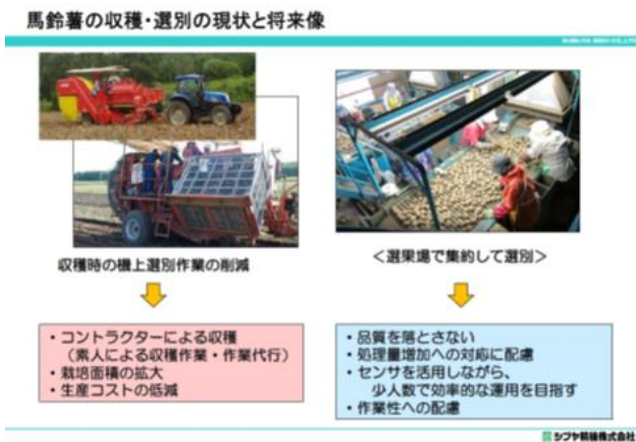 馬鈴薯の収穫・選別の現状と将来像
収穫時の機上選別作業の削減
＜選果場で集約して選別＞
・コントラクターによる収穫
（素人による収穫作業・作業代行）
・栽培面積の拡大
・生産コストの低減
・品質を落とさない
・処理量増加への対応に配慮
・センサを活用しながら、
少人数で効率的な運用を目指す
・作業性への配慮
シブヤ精機株式会社